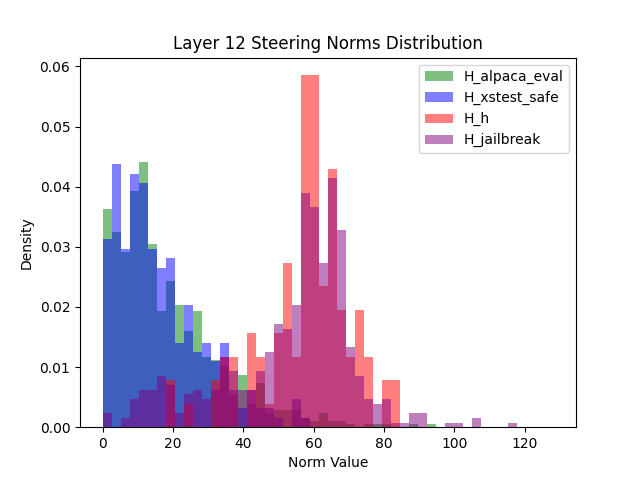 Layer 12 Steering Norms Distribution
H_alpaca_eval
H_xstest_safe
H_h
H_jailbreak
0.06
0.05
0.04
0.03
0.02
0.01
0.00
Density
0 20 40 60 80 100 120
Norm Value